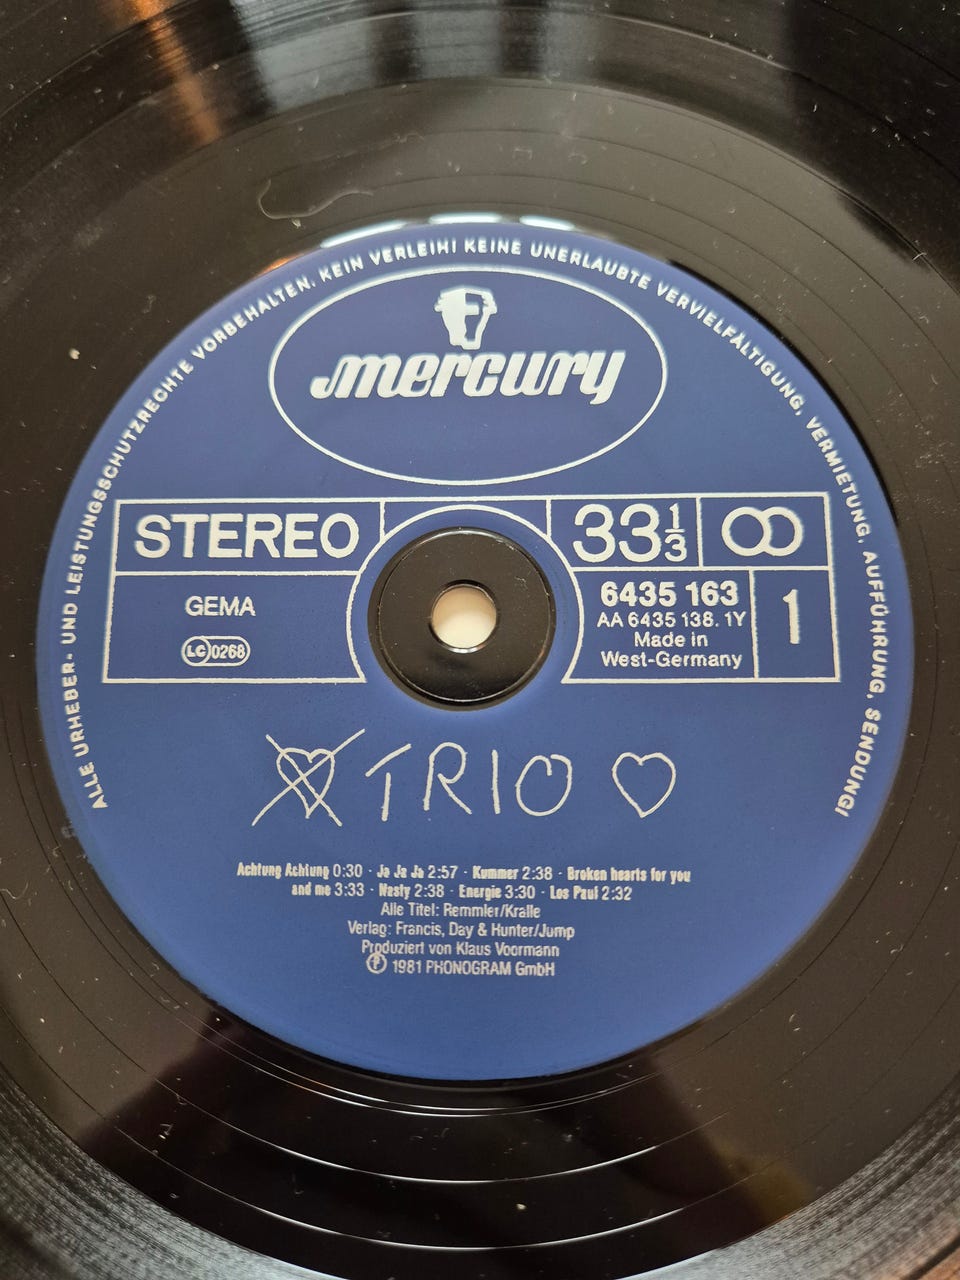 ALLE URHEBER- UND LEISTUNGSSCHUTZRECHTE VORBEHALTEN. KEIN VERLEIH! KEINE UNERLAUBTE VERVIELFÄLTIGUNG, VERMIETUNG, AUFFÜHRUNG, SENDUNG!
mercury
STEREO
33 1/3
GEMA
LC 0268
6435 163
AA 6435 138. 1Y
Made in
West-Germany
1
TRIO
Achtung Achtung 0:30 · Ja Ja Ja 2:57 · Kummer 2:38 · Broken hearts for you
and me 3:33 · Nasty 2:38 · Energie 3:30 · Los Paul 2:32
Alle Titel: Remmler/Kralle
Verlag: Francis, Day & Hunter/Jump
Produziert von Klaus Voormann
℗ 1981 PHONOGRAM GmbH